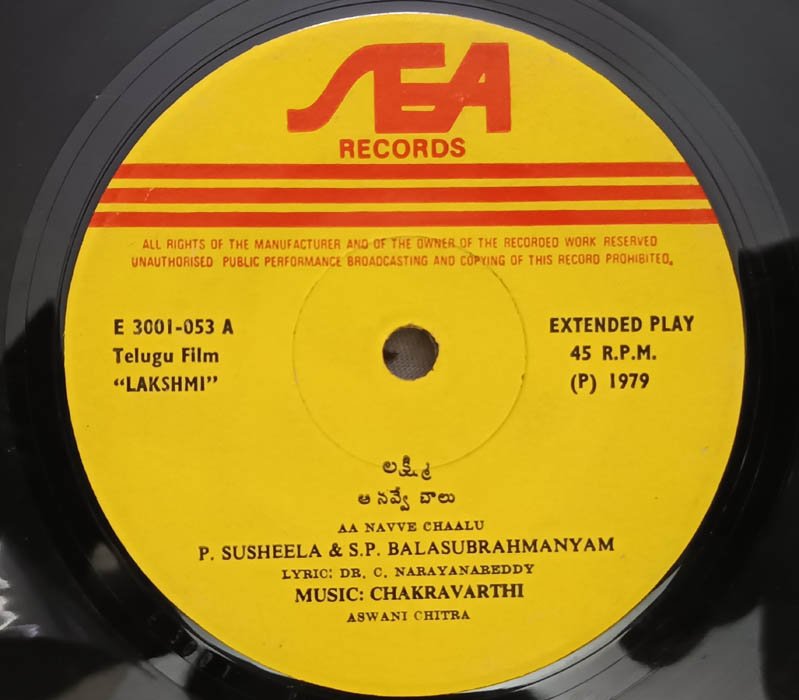 SEA
RECORDS
ALL RIGHTS OF THE MANUFACTURER AND OF THE OWNER OF THE RECORDED WORK RESERVED
UNAUTHORISED PUBLIC PERFORMANCE BROADCASTING AND COPYING OF THIS RECORD PROHIBITED.
E 3001-053 A
Telugu Film
“LAKSHMI”
EXTENDED PLAY
45 R.P.M.
(P) 1979
లక్ష్మి
ఆ నవ్వే చాలు
AA NAVVE CHAALU
P. SUSHEELA & S.P. BALASUBRAHMANYAM
LYRIC: DR. C. NARAYANAREDDY
MUSIC: CHAKRAVARTHI
ASWANI CHITRA